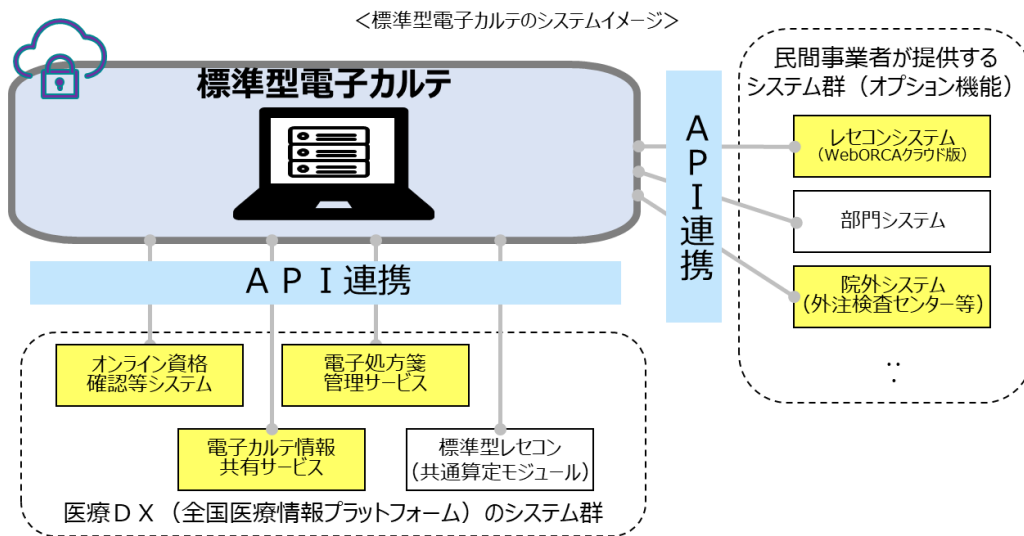 ＜標準型電子カルテのシステムイメージ＞
標準型電子カルテ
ＡＰＩ連携
民間事業者が提供する
システム群（オプション機能）
レセコンシステム
（WebORCAクラウド版）
部門システム
院外システム
（外注検査センター等）
：
ＡＰＩ連携
オンライン資格
確認等システム
電子処方箋
管理サービス
電子カルテ情報
共有サービス
標準型レセコン
（共通算定モジュール）
医療ＤＸ（全国医療情報プラットフォーム）のシステム群